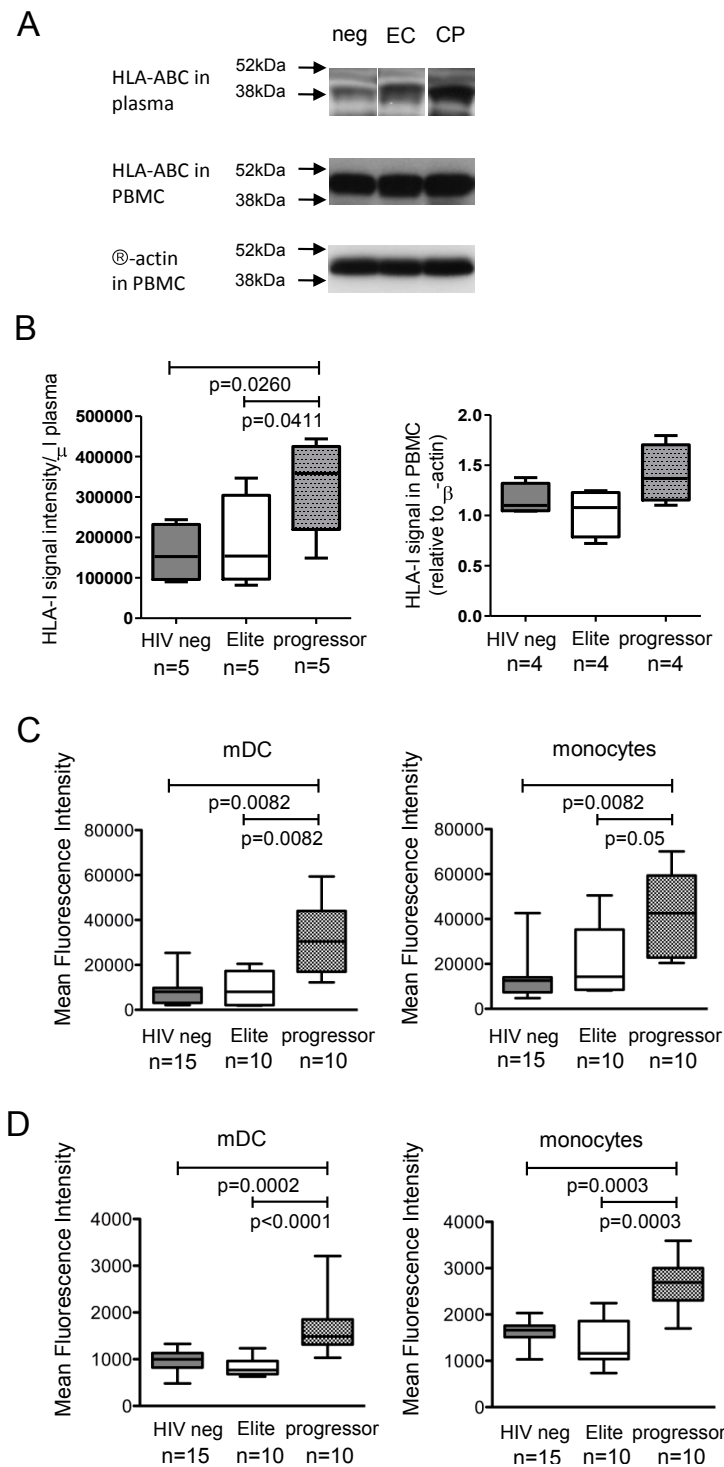 A
neg EC CP
HLA-ABC in
plasma
52kDa
38kDa
HLA-ABC in
PBMC
52kDa
38kDa
®-actin
in PBMC
52kDa
38kDa
B
p=0.0260
p=0.0411
HLA-I signal intensity/μl plasma
500000
400000
300000
200000
100000
0
HIV neg Elite progressor
n=5 n=5 n=5
HLA-I signal in PBMC
(relative to β-actin)
2.0
1.5
1.0
0.5
0.0
HIV neg Elite progressor
n=4 n=4 n=4
C
mDC
p=0.0082
p=0.0082
Mean Fluorescence Intensity
80000
60000
40000
20000
0
HIV neg Elite progressor
n=15 n=10 n=10
monocytes
p=0.0082
p=0.05
Mean Fluorescence Intensity
80000
60000
40000
20000
0
HIV neg Elite progressor
n=15 n=10 n=10
D
mDC
p=0.0002
p<0.0001
Mean Fluorescence Intensity
4000
3000
2000
1000
0
HIV neg Elite progressor
n=15 n=10 n=10
monocytes
p=0.0003
p=0.0003
Mean Fluorescence Intensity
4000
3000
2000
1000
0
HIV neg Elite progressor
n=15 n=10 n=10